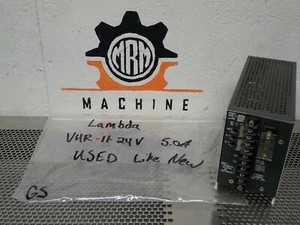 MRM
MACHINE
Lambda
VHR-11 24V 5.0A
USED Like New
GS